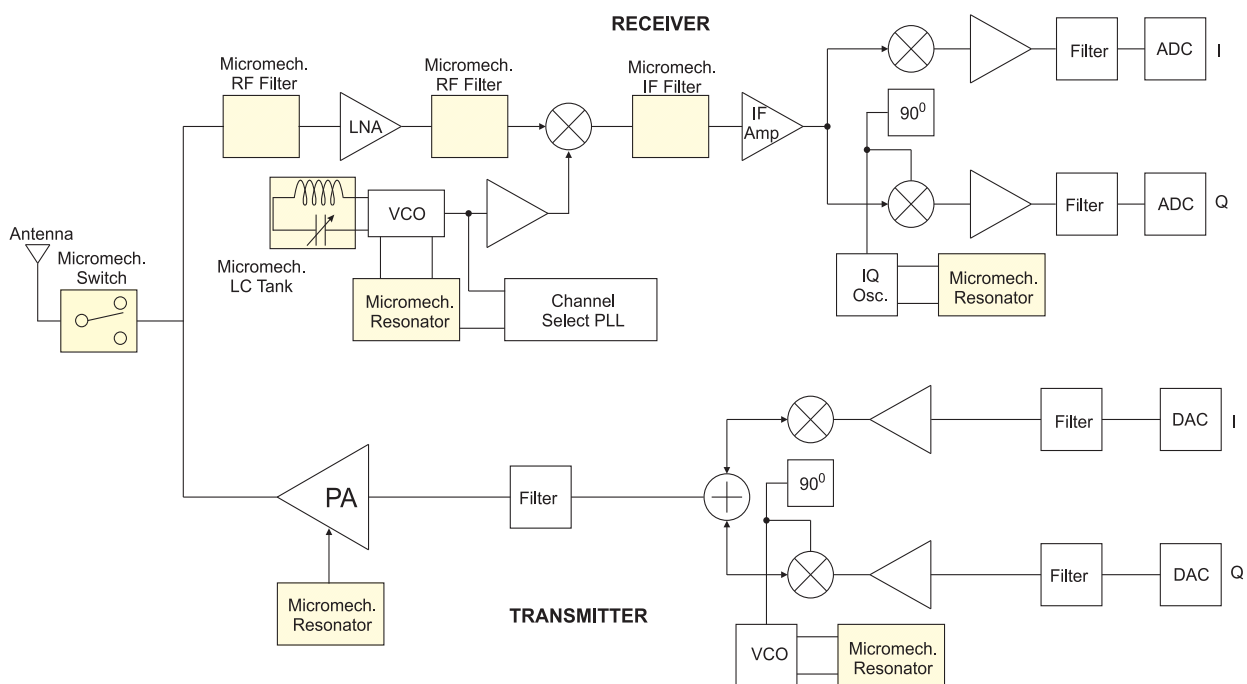 RECEIVER
Micromech.
RF Filter
LNA
Micromech.
RF Filter
Micromech.
IF Filter
IF
Amp
90⁰
Filter
ADC
I
Filter
ADC
Q
IQ
Osc.
Micromech.
Resonator
VCO
Micromech.
LC Tank
Micromech.
Resonator
Channel
Select PLL
Antenna
Micromech.
Switch
PA
Micromech.
Resonator
Filter
90⁰
Filter
DAC
I
Filter
DAC
Q
VCO
Micromech.
Resonator
TRANSMITTER